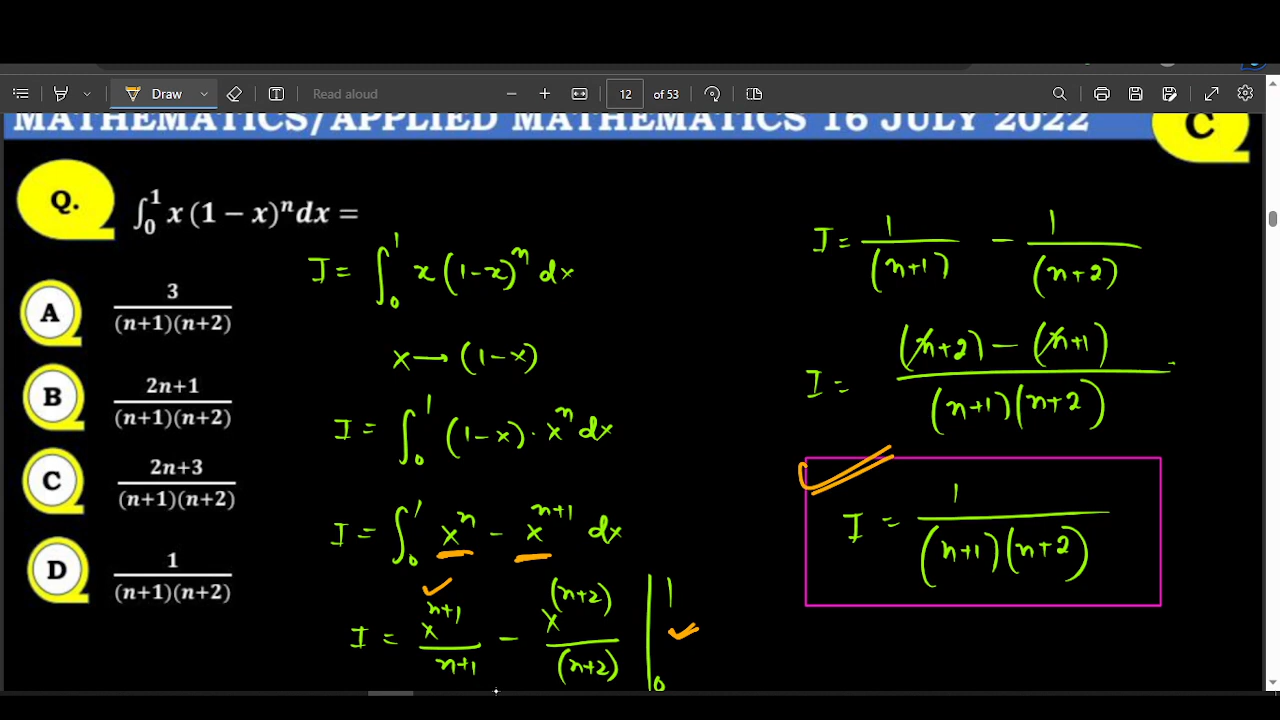 Draw
Read aloud
12 of 53
MATHEMATICS/APPLIED MATHEMATICS 16 JULY 2022
C
Q. ∫₀¹ x (1 − x)ⁿdx =
A 3/((n+1)(n+2))
B (2n+1)/((n+1)(n+2))
C (2n+3)/((n+1)(n+2))
D 1/((n+1)(n+2))
I = ∫₀¹ x (1-x)ⁿ dx
x → (1-x)
I = ∫₀¹ (1-x) · xⁿ dx
I = ∫₀¹ xⁿ − xⁿ⁺¹ dx
I = xⁿ⁺¹/(n+1) − x⁽ⁿ⁺²⁾/(n+2) |₀¹
I = 1/(n+1) − 1/(n+2)
I = ((n+2) − (n+1))/((n+1)(n+2))
I = 1/((n+1)(n+2))